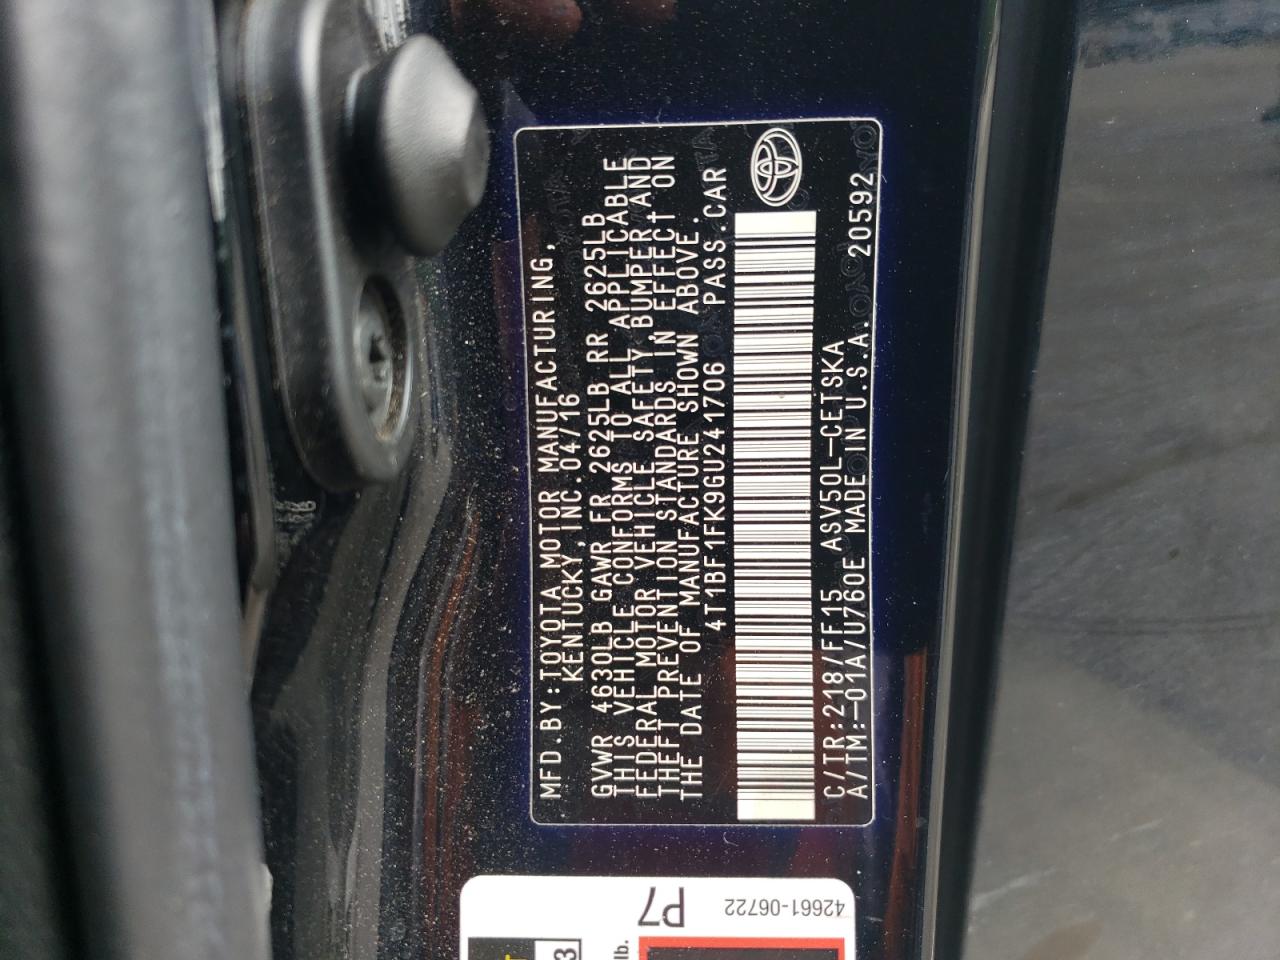 MFD.BY:TOYOTA MOTOR MANUFACTURING,
KENTUCKY,INC.04/16
GVWR 4630LB GAWR FR 2625LB RR 2625LB
THIS VEHICLE CONFORMS TO ALL APPLICABLE
FEDERAL MOTOR VEHICLE SAFETY,BUMPER,AND
THEFT PREVENTION STANDARDS IN EFFECT ON
THE DATE OF MANUFACTURE SHOWN ABOVE.
4T1BF1FK9GU241706 PASS.CAR
C/TR:218/FF15 ASV50L-CETSKA
A/TM:-01A/U760E MADE IN U.S.A. 20592
P7
42661-06722
lb.